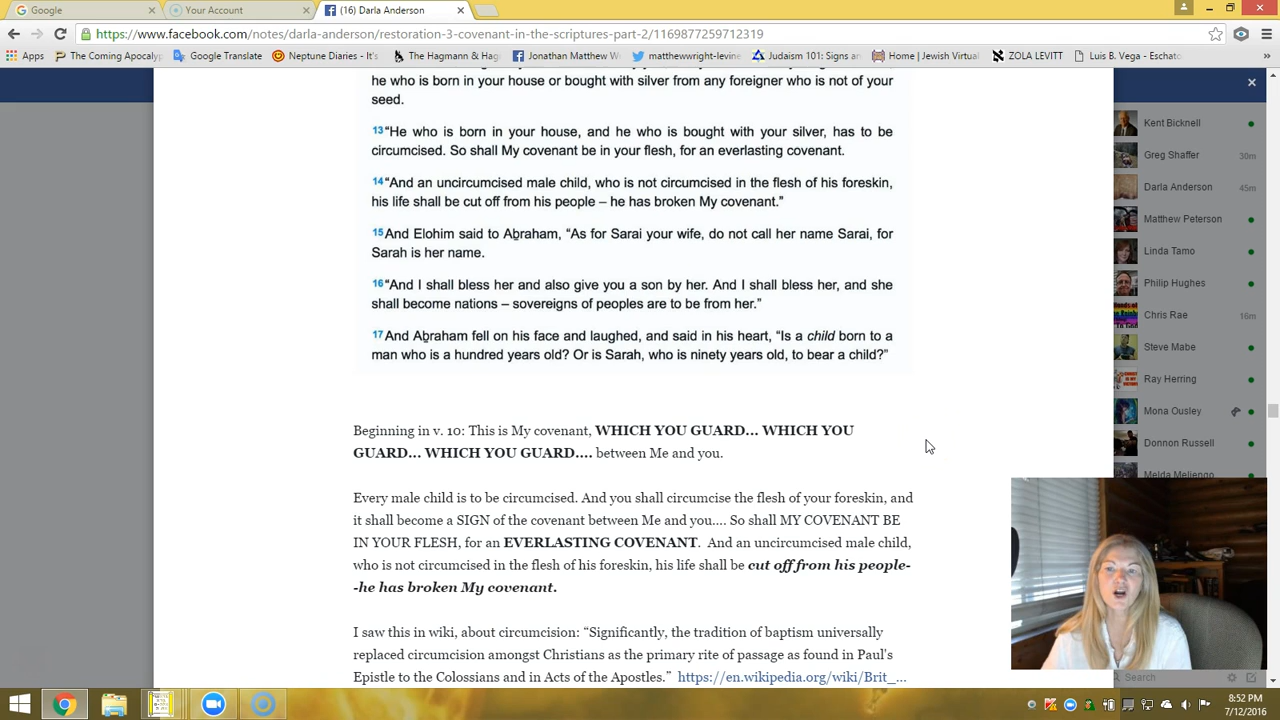 Google
Your Account
(16) Darla Anderson
https://www.facebook.com/notes/darla-anderson/restoration-3-covenant-in-the-scriptures-part-2/1169877259712319
Apps
The Coming Apocalyp
Google Translate
Neptune Diaries - It's
The Hagmann & Hag
Jonathan Matthew W
matthewwright-levine
Judaism 101: Signs an
Home | Jewish Virtual
ZOLA LEVITT
Luis B. Vega - Eschato
he who is born in your house or bought with silver from any foreigner who is not of your
seed.
13“He who is born in your house, and he who is bought with your silver, has to be
circumcised. So shall My covenant be in your flesh, for an everlasting covenant.
14“And an uncircumcised male child, who is not circumcised in the flesh of his foreskin,
his life shall be cut off from his people – he has broken My covenant.”
15And Elohim said to Aḇraham, “As for Sarai your wife, do not call her name Sarai, for
Sarah is her name.
16“And I shall bless her and also give you a son by her. And I shall bless her, and she
shall become nations – sovereigns of peoples are to be from her.”
17And Aḇraham fell on his face and laughed, and said in his heart, “Is a child born to a
man who is a hundred years old? Or is Sarah, who is ninety years old, to bear a child?”
Beginning in v. 10: This is My covenant, WHICH YOU GUARD... WHICH YOU
GUARD... WHICH YOU GUARD.... between Me and you.
Every male child is to be circumcised. And you shall circumcise the flesh of your foreskin, and
it shall become a SIGN of the covenant between Me and you.... So shall MY COVENANT BE
IN YOUR FLESH, for an EVERLASTING COVENANT. And an uncircumcised male child,
who is not circumcised in the flesh of his foreskin, his life shall be cut off from his people-
-he has broken My covenant.
I saw this in wiki, about circumcision: “Significantly, the tradition of baptism universally
replaced circumcision amongst Christians as the primary rite of passage as found in Paul's
Epistle to the Colossians and in Acts of the Apostles.” https://en.wikipedia.org/wiki/Brit_...
Kent Bicknell
Greg Shaffer 30m
Darla Anderson 45m
Matthew Peterson
Linda Tamo
Philip Hughes
Chris Rae 16m
Steve Mabe
Ray Herring
Mona Ousley
Donnon Russell
Melda Meliengo
Search
8:52 PM
7/12/2016